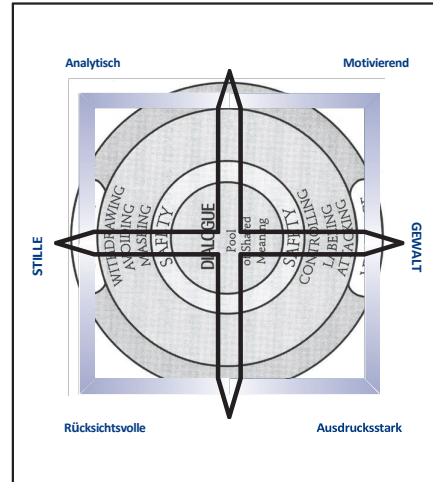 Analytisch
Motivierend
STILLE
WITHDRAWING
AVOIDING
MASKING
SAFETY
DIALOGUE
Pool
of Shared
Meaning
SAFETY
CONTROLLING
LABELING
ATTACKING
GEWALT
Rücksichtsvolle
Ausdrucksstark